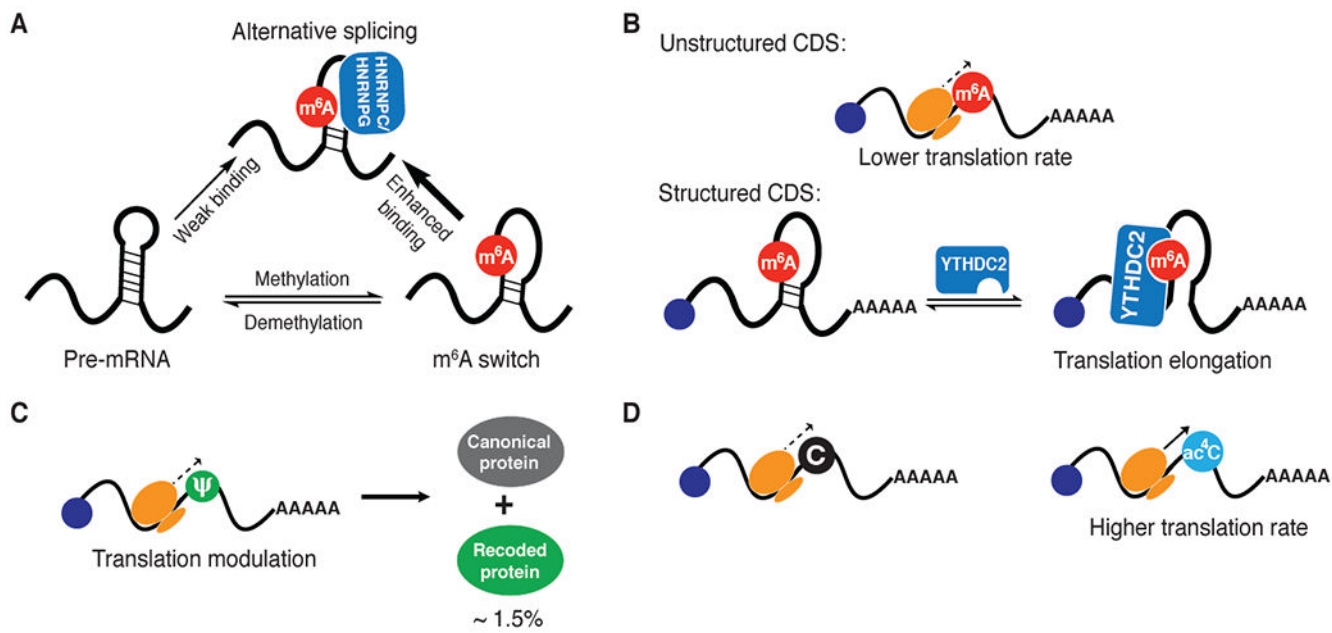 A
Alternative splicing
HNRNPC/
HNRNPG
m⁶A
Weak binding
Enhanced
binding
m⁶A
Methylation
Demethylation
Pre-mRNA
m⁶A switch
B
Unstructured CDS:
m⁶A
AAAAA
Lower translation rate
Structured CDS:
m⁶A
AAAAA
YTHDC2
YTHDC2
m⁶A
AAAAA
Translation elongation
C
Ψ
AAAAA
Translation modulation
Canonical
protein
+
Recoded
protein
~ 1.5%
D
C
AAAAA
ac⁴C
AAAAA
Higher translation rate